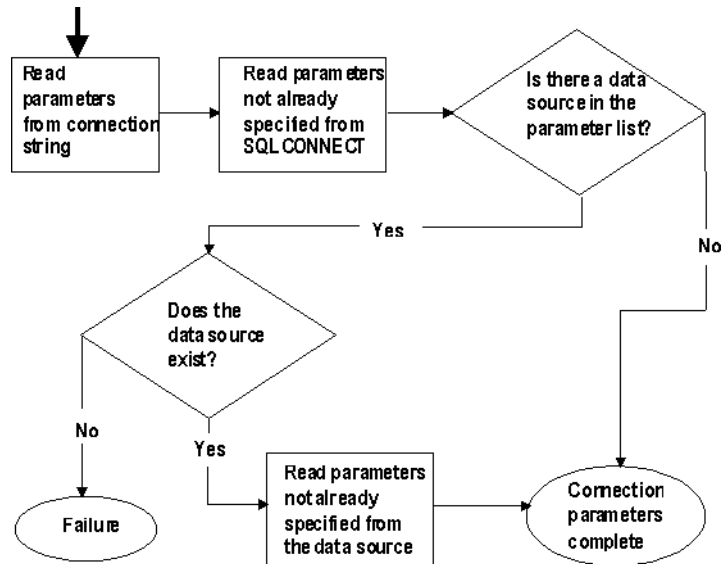 Read
parameters
from connection
string
Read parameters
not already
specified from
SQLCONNECT
Is there a data
source in the
parameter list?
Yes
No
Does the
data source
exist?
No
Yes
Failure
Read parameters
not already
specified from
the data source
Connection
parameters
complete